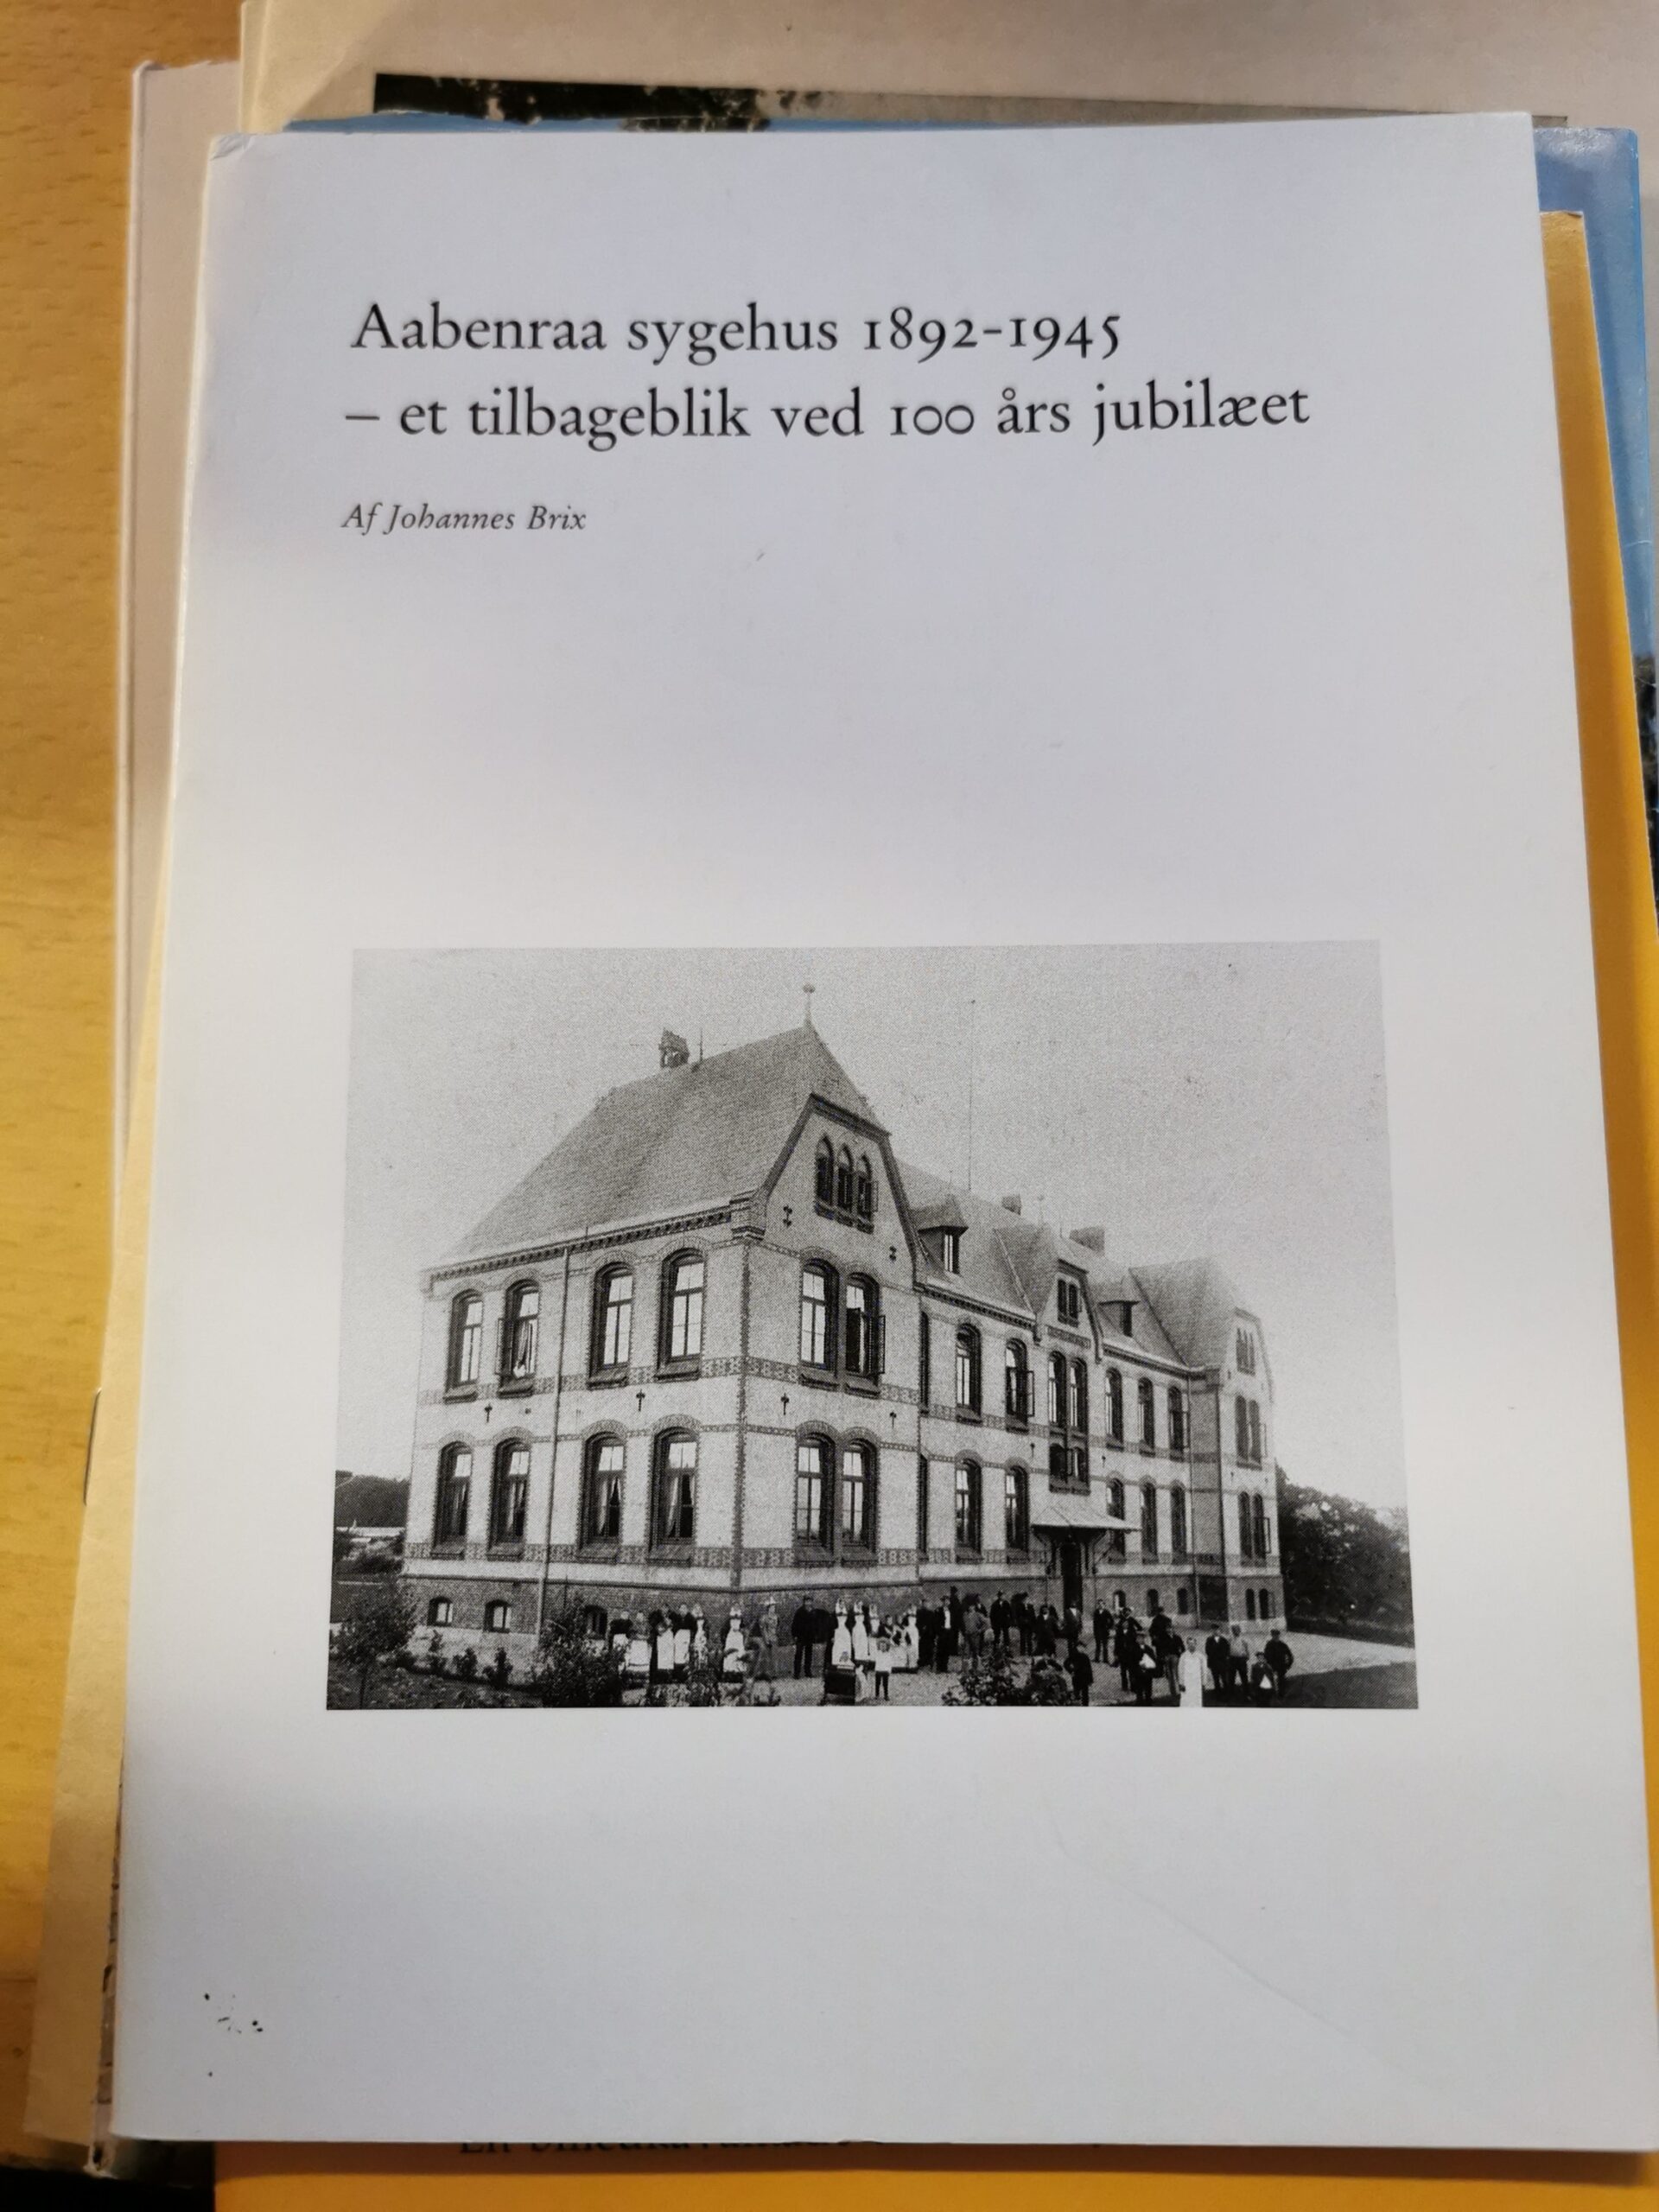 Aabenraa sygehus 1892-1945
– et tilbageblik ved 100 års jubilæet
Af Johannes Brix